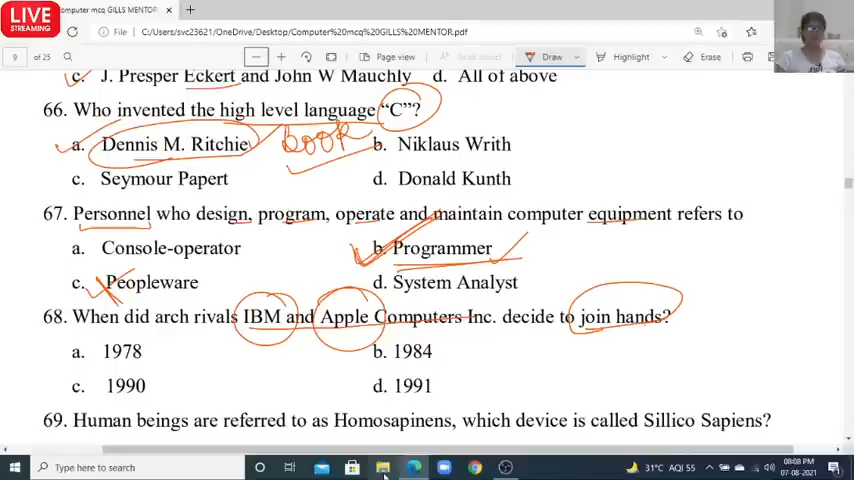 LIVE
STREAMING
Computer mcq GILLS MENTOR.pdf
File
C:/Users/svc23621/OneDrive/Desktop/Computer%20mcq%20GILLS%20MENTOR.pdf
9 of 25
Page view
Read aloud
Draw
Highlight
Erase
c. J. Presper Eckert and John W Mauchly d. All of above
66. Who invented the high level language “C”?
a. Dennis M. Ritchie book b. Niklaus Writh
c. Seymour Papert d. Donald Kunth
67. Personnel who design, program, operate and maintain computer equipment refers to
a. Console-operator b. Programmer
c. Peopleware d. System Analyst
68. When did arch rivals IBM and Apple Computers Inc. decide to join hands?
a. 1978 b. 1984
c. 1990 d. 1991
69. Human beings are referred to as Homosapinens, which device is called Sillico Sapiens?
Type here to search
31°C AQI 55
08:08 PM
07-08-2021